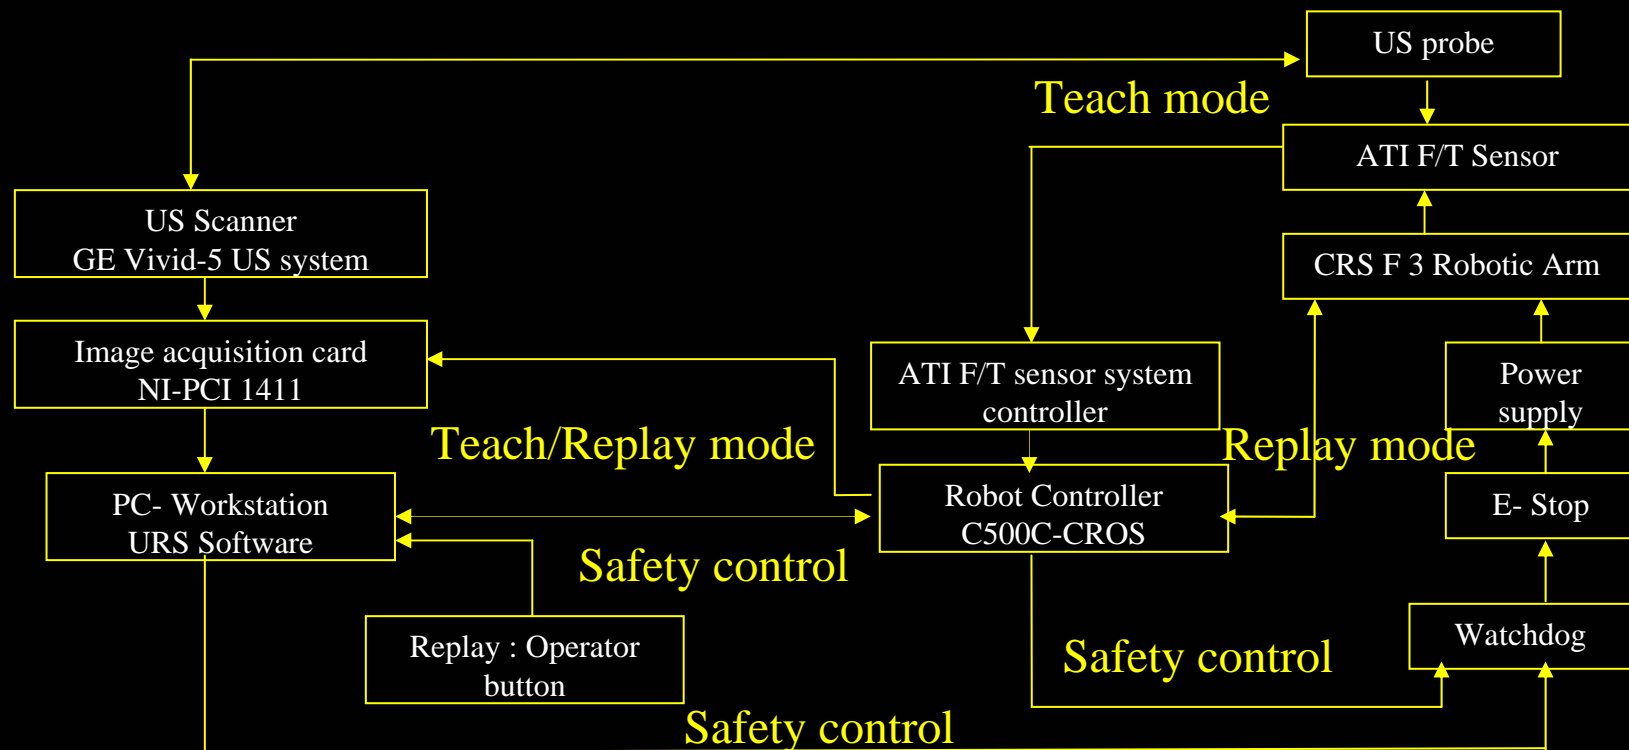 US probe
Teach mode
ATI F/T Sensor
US Scanner
GE Vivid-5 US system
CRS F 3 Robotic Arm
Image acquisition card
NI-PCI 1411
ATI F/T sensor system
controller
Power
supply
Teach/Replay mode
Replay mode
PC- Workstation
URS Software
Robot Controller
C500C-CROS
E- Stop
Safety control
Replay : Operator
button
Safety control
Watchdog
Safety control